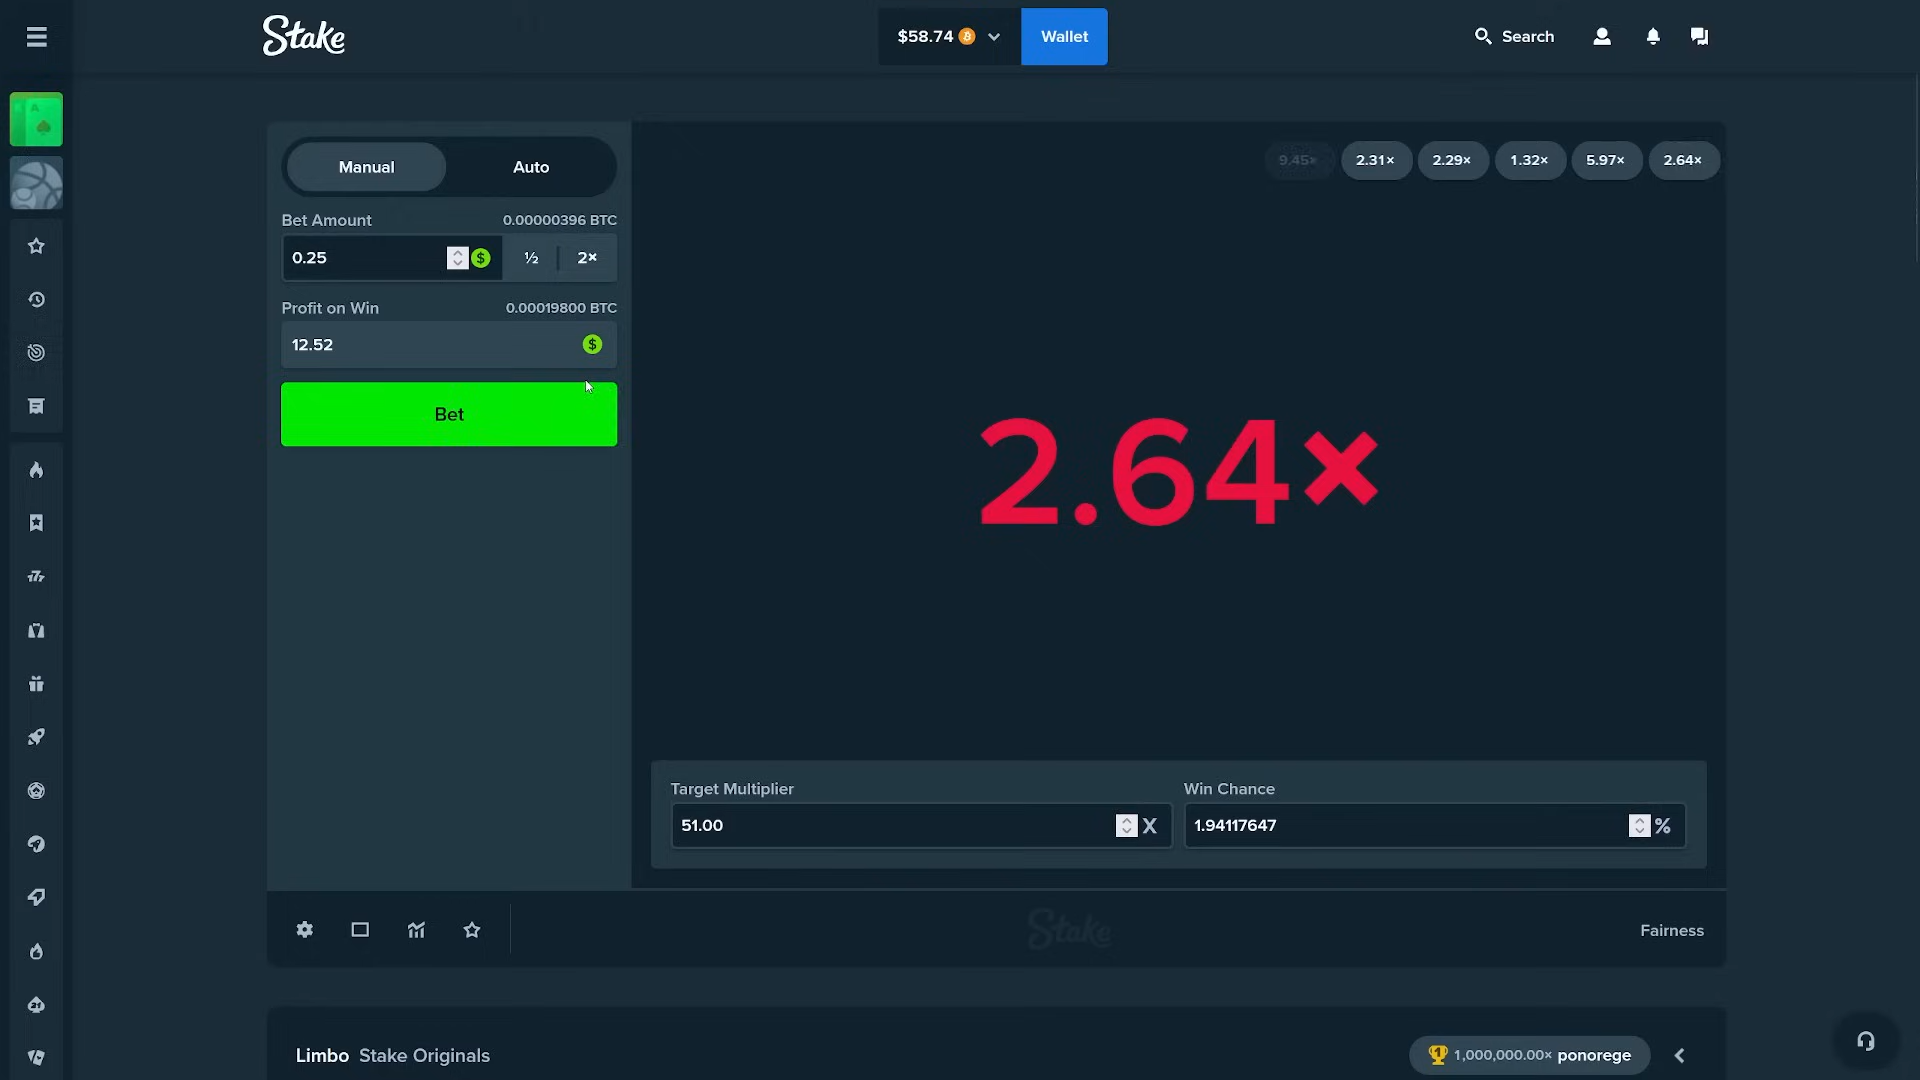 Stake
$58.74
Wallet
Search
Manual
Auto
9.45×
2.31×
2.29×
1.32×
5.97×
2.64×
Bet Amount
0.00000396 BTC
0.25
$
½
2×
Profit on Win
0.00019800 BTC
12.52
$
Bet
2.64×
Target Multiplier
51.00
X
Win Chance
1.94117647
%
Stake
Fairness
Limbo
Stake Originals
1,000,000.00× ponorege